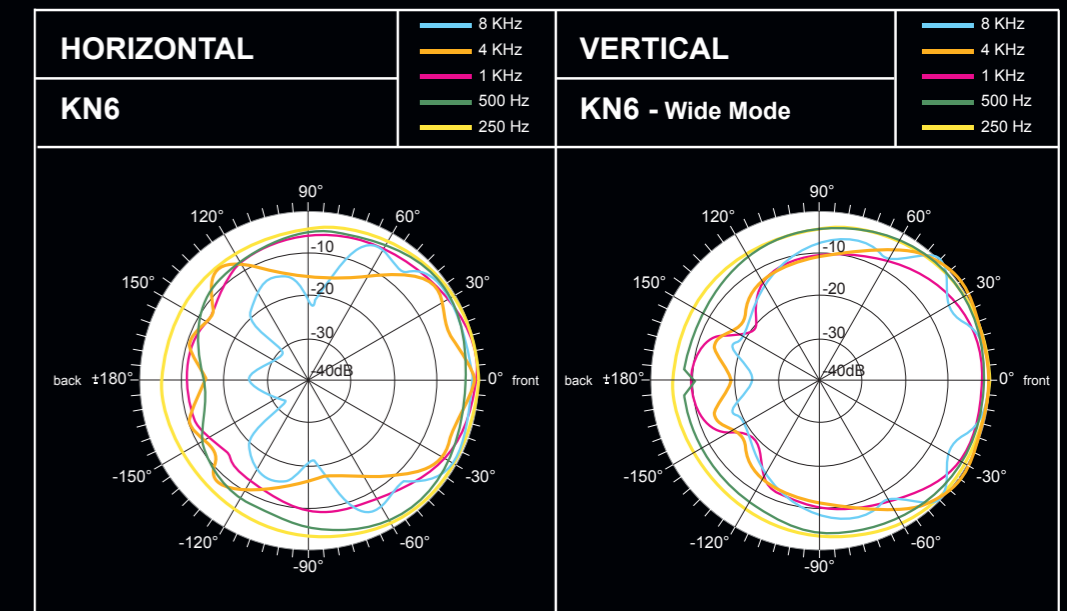 HORIZONTAL
KN6
8 KHz
4 KHz
1 KHz
500 Hz
250 Hz
VERTICAL
KN6 - Wide Mode
8 KHz
4 KHz
1 KHz
500 Hz
250 Hz
90°
120°
60°
150°
30°
-10
-20
-30
-40dB
back ±180°
0° front
-150°
-30°
-120°
-60°
-90°
90°
120°
60°
150°
30°
-10
-20
-30
-40dB
back ±180°
0° front
-150°
-30°
-120°
-60°
-90°